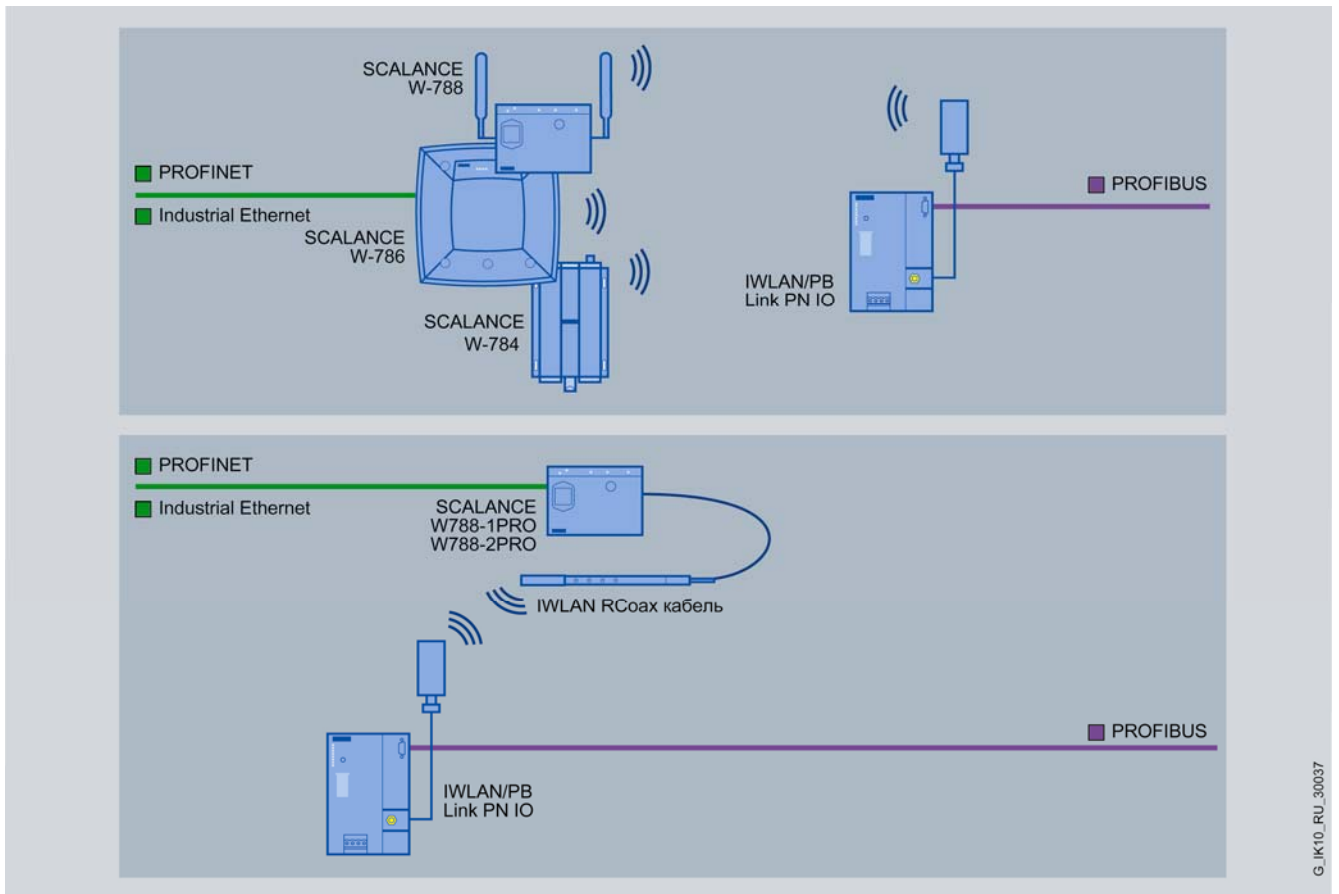 SCALANCE
W-788
PROFINET
Industrial Ethernet
SCALANCE
W-786
SCALANCE
W-784
PROFIBUS
IWLAN/PB
Link PN IO
PROFINET
Industrial Ethernet
SCALANCE
W788-1PRO
W788-2PRO
IWLAN RCoax кабель
PROFIBUS
IWLAN/PB
Link PN IO
G_IK10_RU_30037